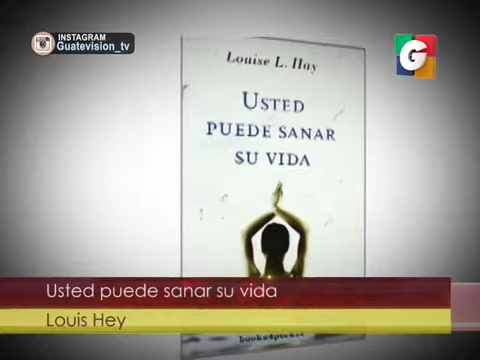 INSTAGRAM
Guatevision_tv
G
Louise L. Hay
USTED
PUEDE SANAR
SU VIDA
Usted puede sanar su vida
Louis Hey
books4pocket